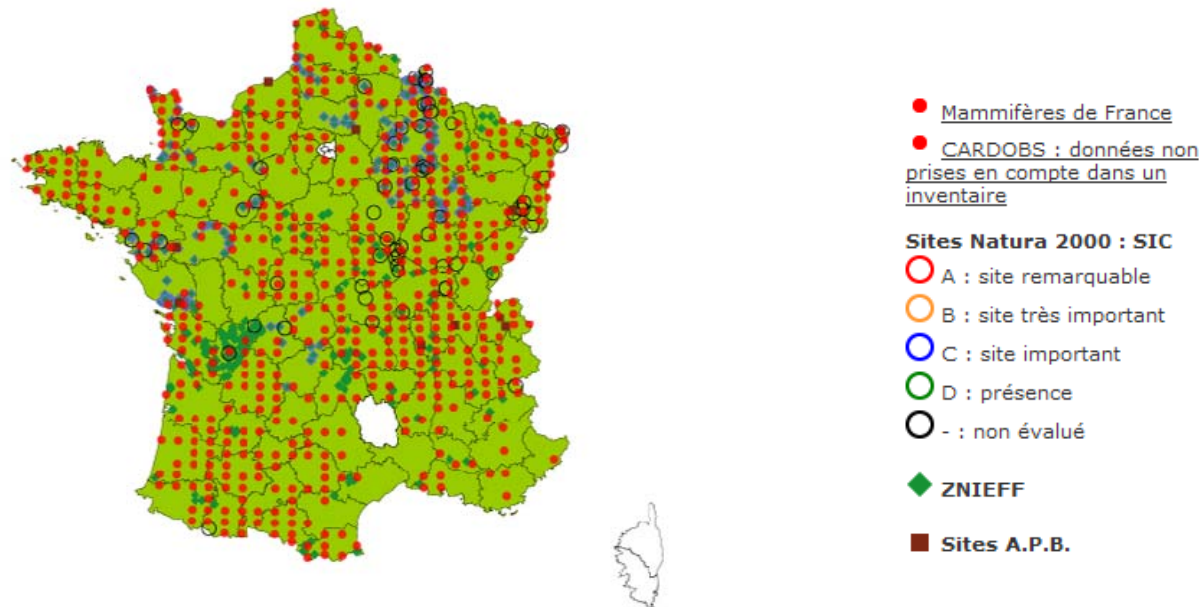 Mammifères de France
CARDOBS : données non
prises en compte dans un
inventaire
Sites Natura 2000 : SIC
A : site remarquable
B : site très important
C : site important
D : présence
- : non évalué
ZNIEFF
Sites A.P.B.